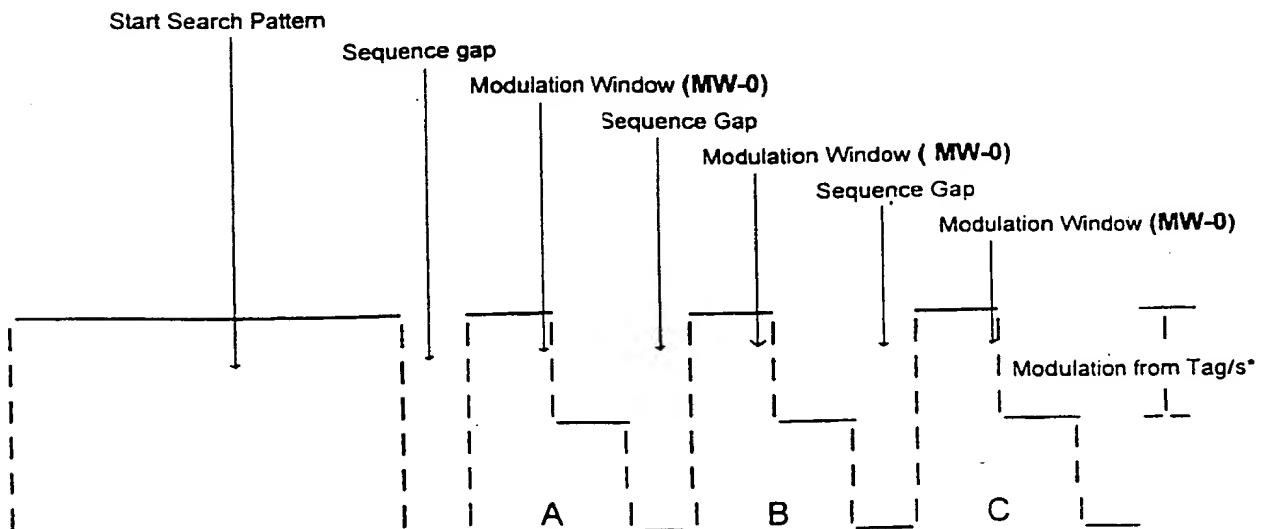 Start Search Pattern
Sequence gap
Modulation Window (MW-0)
Sequence Gap
Modulation Window ( MW-0)
Sequence Gap
Modulation Window (MW-0)
Modulation from Tag/s*
A
B
C